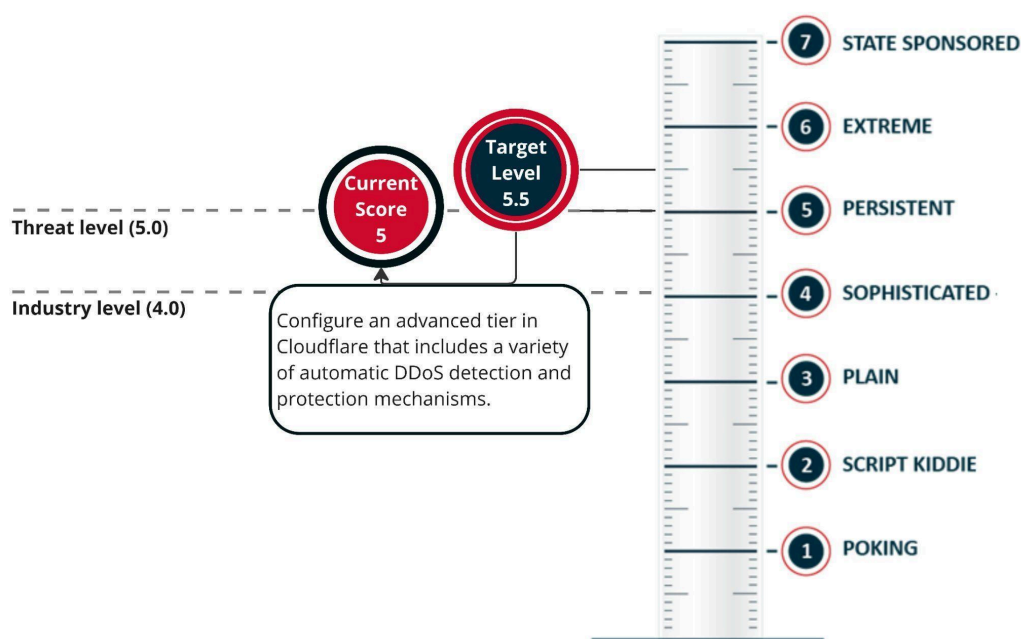 7 STATE SPONSORED
6 EXTREME
Target
Level
5.5
Current
Score
5
5 PERSISTENT
Threat level (5.0)
4 SOPHISTICATED
Industry level (4.0)
Configure an advanced tier in
Cloudflare that includes a variety
of automatic DDoS detection and
protection mechanisms.
3 PLAIN
2 SCRIPT KIDDIE
1 POKING